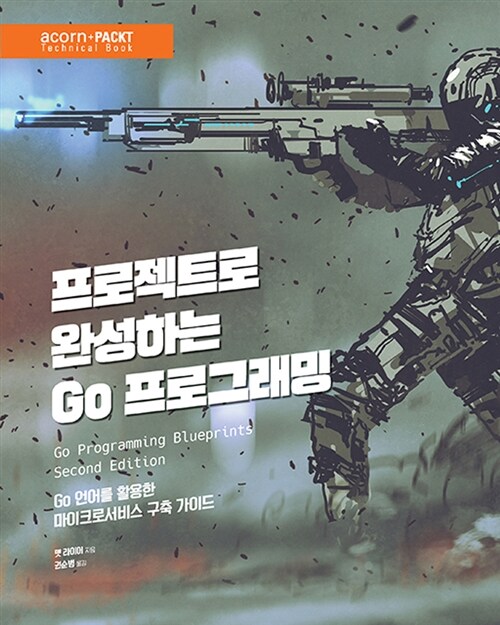 acorn+PACKT
Technical Book
프로젝트로
완성하는
Go 프로그래밍
Go Programming Blueprints
Second Edition
Go 언어를 활용한
마이크로서비스 구축 가이드
맷 라이어 지음
권순병 옮김